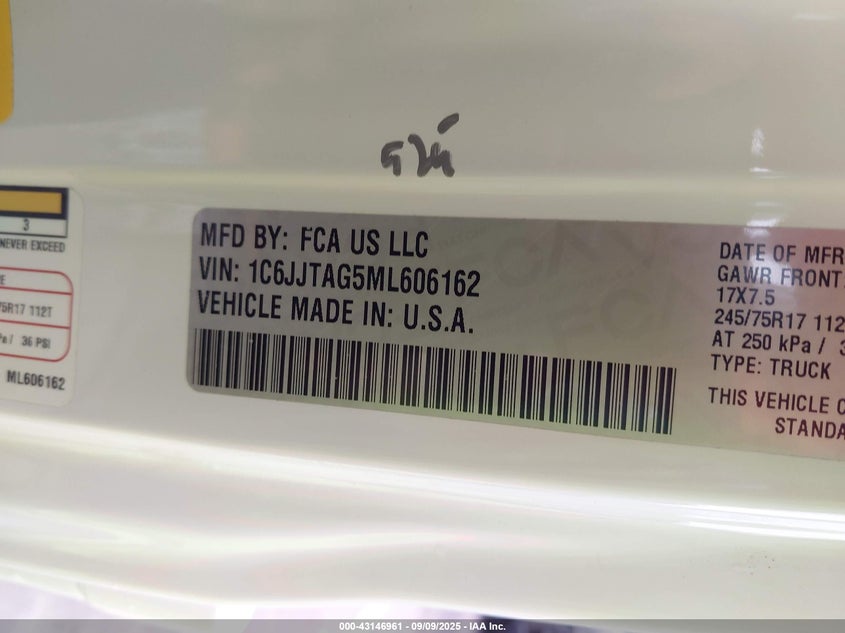 3
NEVER EXCEED
75R17 112T
36 PSI
ML606162
MFD BY: FCA US LLC
VIN: 1C6JJTAG5ML606162
VEHICLE MADE IN: U.S.A.
DATE OF MFR
GAWR FRONT
17X7.5
245/75R17 112
AT 250 kPa / 3
TYPE: TRUCK
THIS VEHICLE C
STANDA
000-43146961 - 09/09/2025 - IAA Inc.